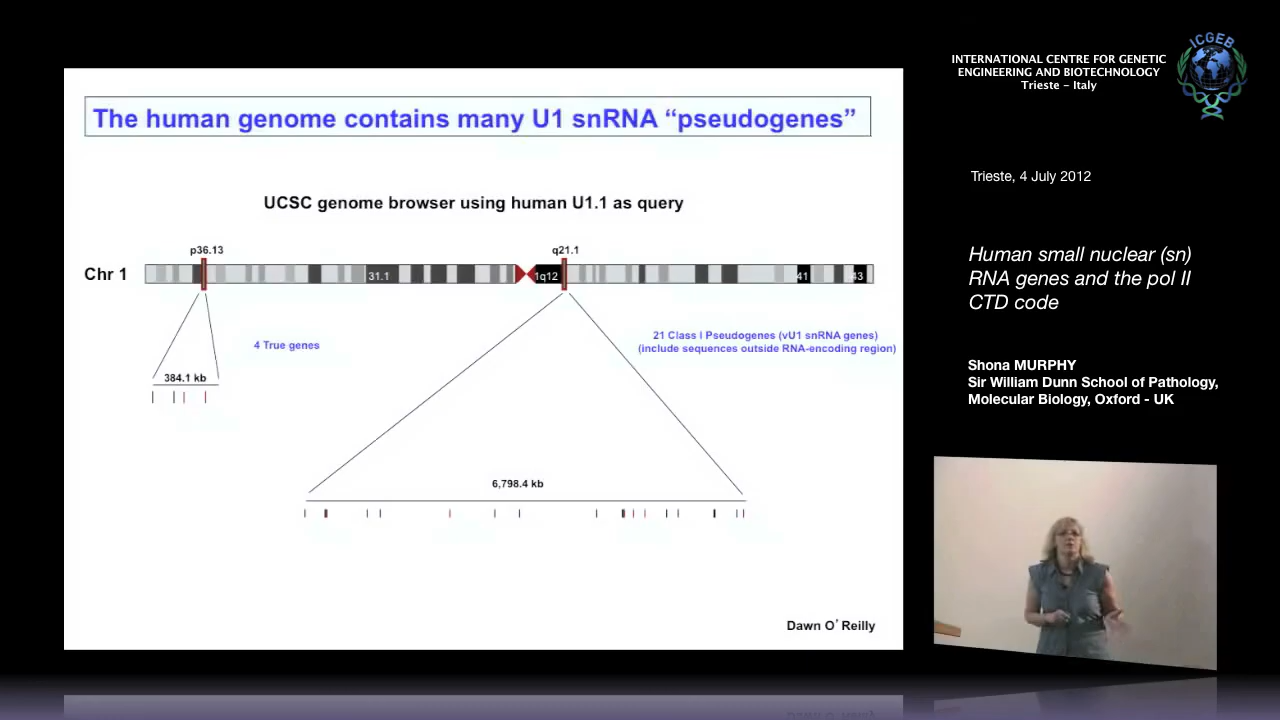 The human genome contains many U1 snRNA “pseudogenes”
UCSC genome browser using human U1.1 as query
p36.13
q21.1
Chr 1
31.1
1q12
41
43
4 True genes
21 Class I Pseudogenes (vU1 snRNA genes)
(include sequences outside RNA-encoding region)
384.1 kb
6,798.4 kb
Dawn O’Reilly
ICGEB
INTERNATIONAL CENTRE FOR GENETIC
ENGINEERING AND BIOTECHNOLOGY
Trieste - Italy
Trieste, 4 July 2012
Human small nuclear (sn)
RNA genes and the pol II
CTD code
Shona MURPHY
Sir William Dunn School of Pathology,
Molecular Biology, Oxford - UK